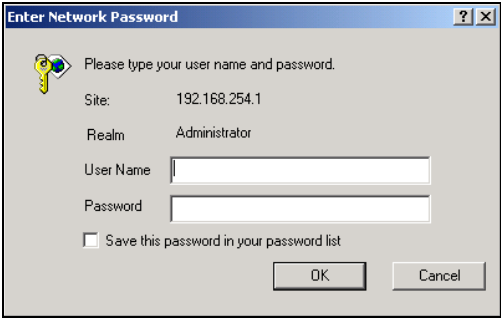 Enter Network Password
Please type your user name and password.
Site: 192.168.254.1
Realm Administrator
User Name
Password
Save this password in your password list
OK Cancel